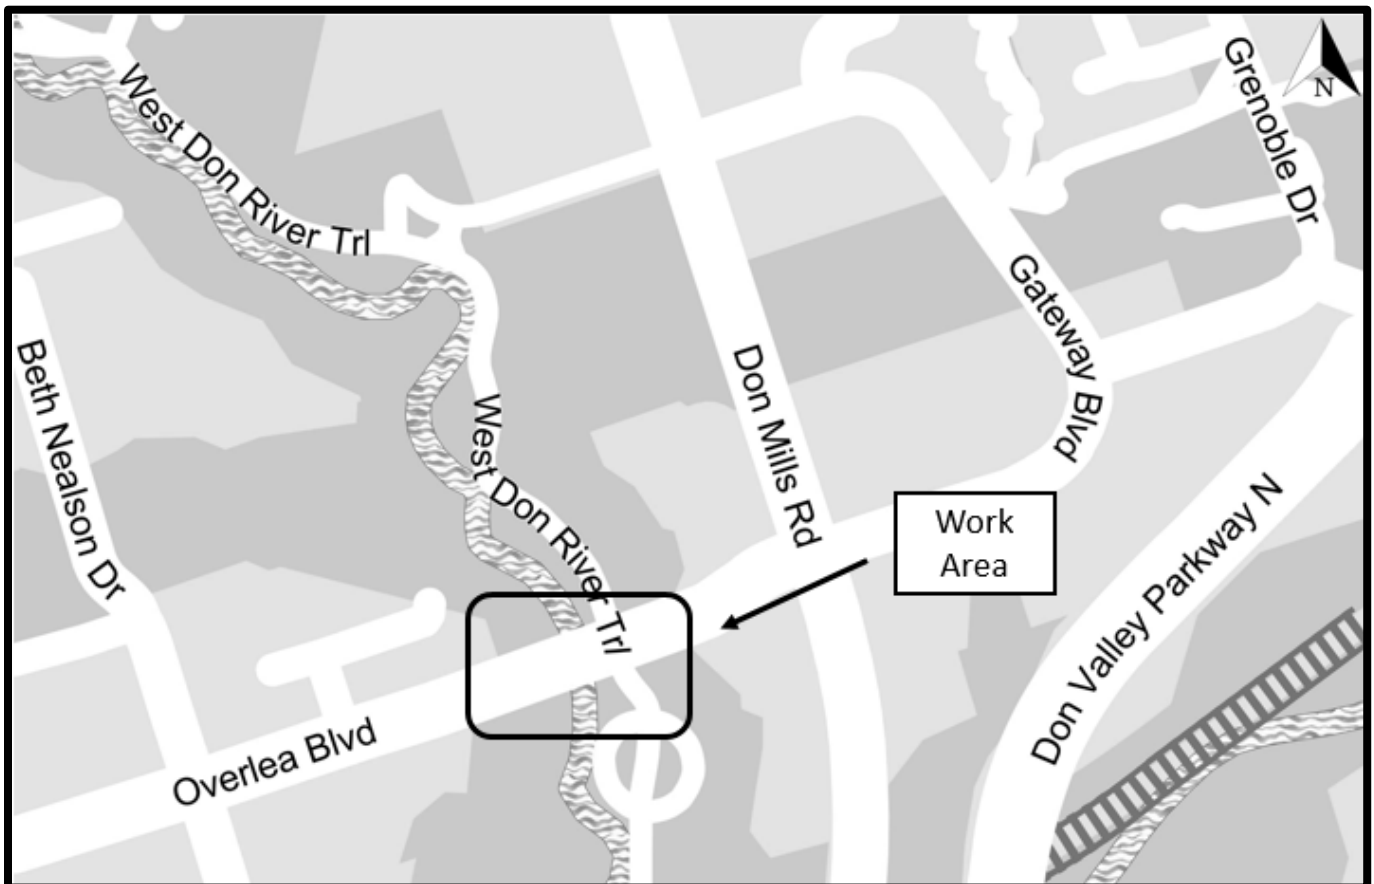 N
Grenoble Dr
West Don River Trl
Gateway Blvd
Beth Nealson Dr
Don Mills Rd
West Don River Trl
Work
Area
Don Valley Parkway N
Overlea Blvd